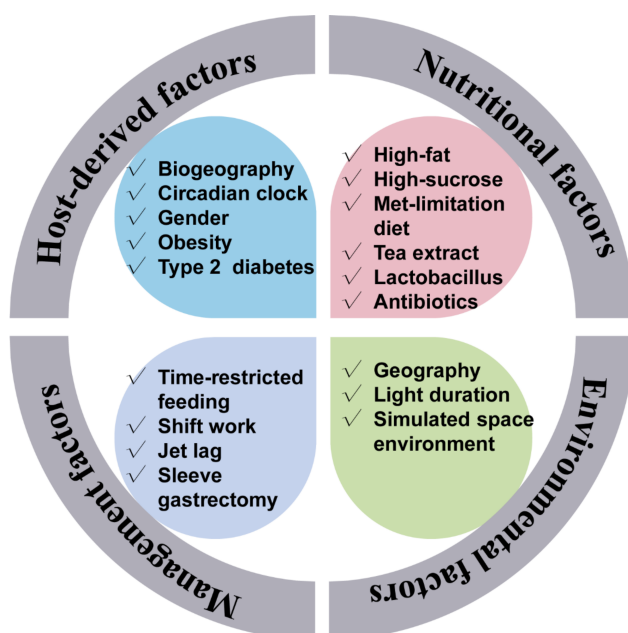 Host-derived factors
√ Biogeography
√ Circadian clock
√ Gender
√ Obesity
√ Type 2 diabetes
Nutritional factors
√ High-fat
√ High-sucrose
√ Met-limitation
diet
√ Tea extract
√ Lactobacillus
√ Antibiotics
Management factors
√ Time-restricted
feeding
√ Shift work
√ Jet lag
√ Sleeve
gastrectomy
Environmental factors
√ Geography
√ Light duration
√ Simulated space
environment